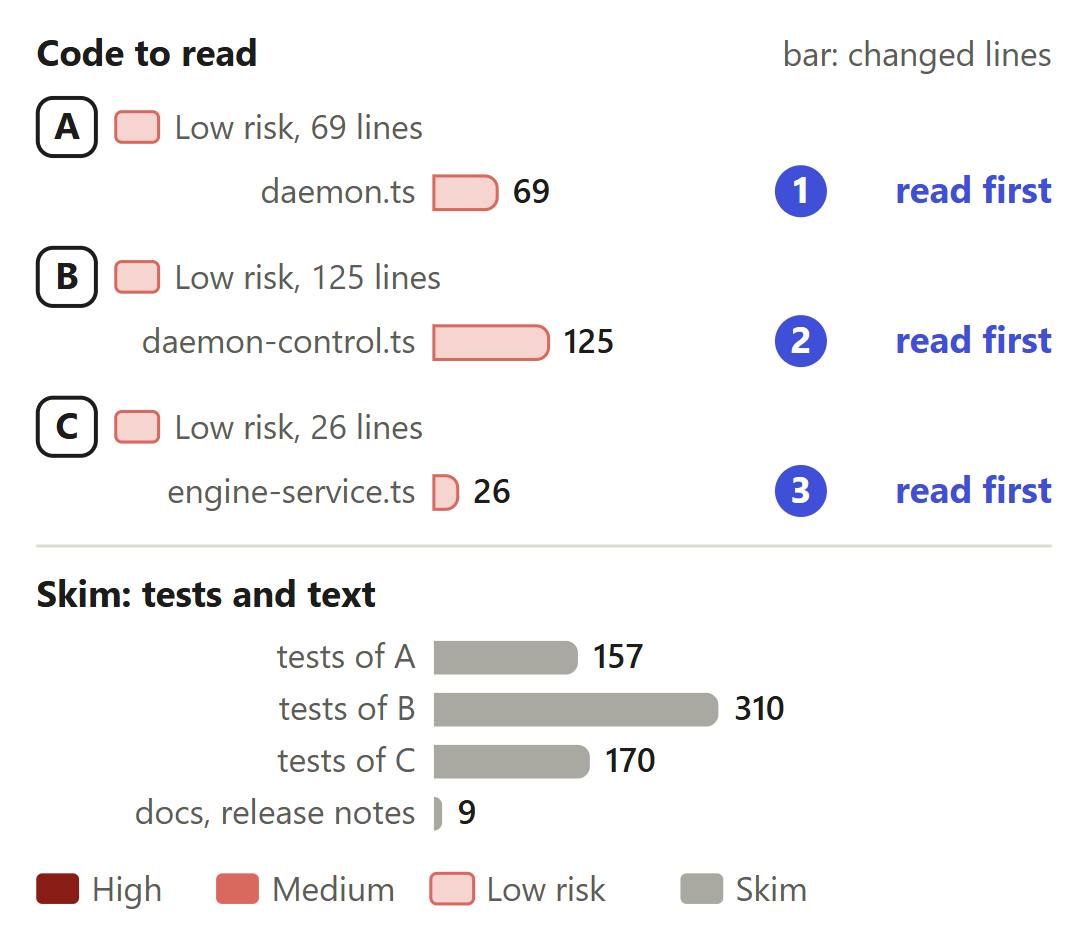 Code to read bar: changed lines
A Low risk, 69 lines
daemon.ts 69 1 read first
B Low risk, 125 lines
daemon-control.ts 125 2 read first
C Low risk, 26 lines
engine-service.ts 26 3 read first
Skim: tests and text
tests of A 157
tests of B 310
tests of C 170
docs, release notes 9
High Medium Low risk Skim